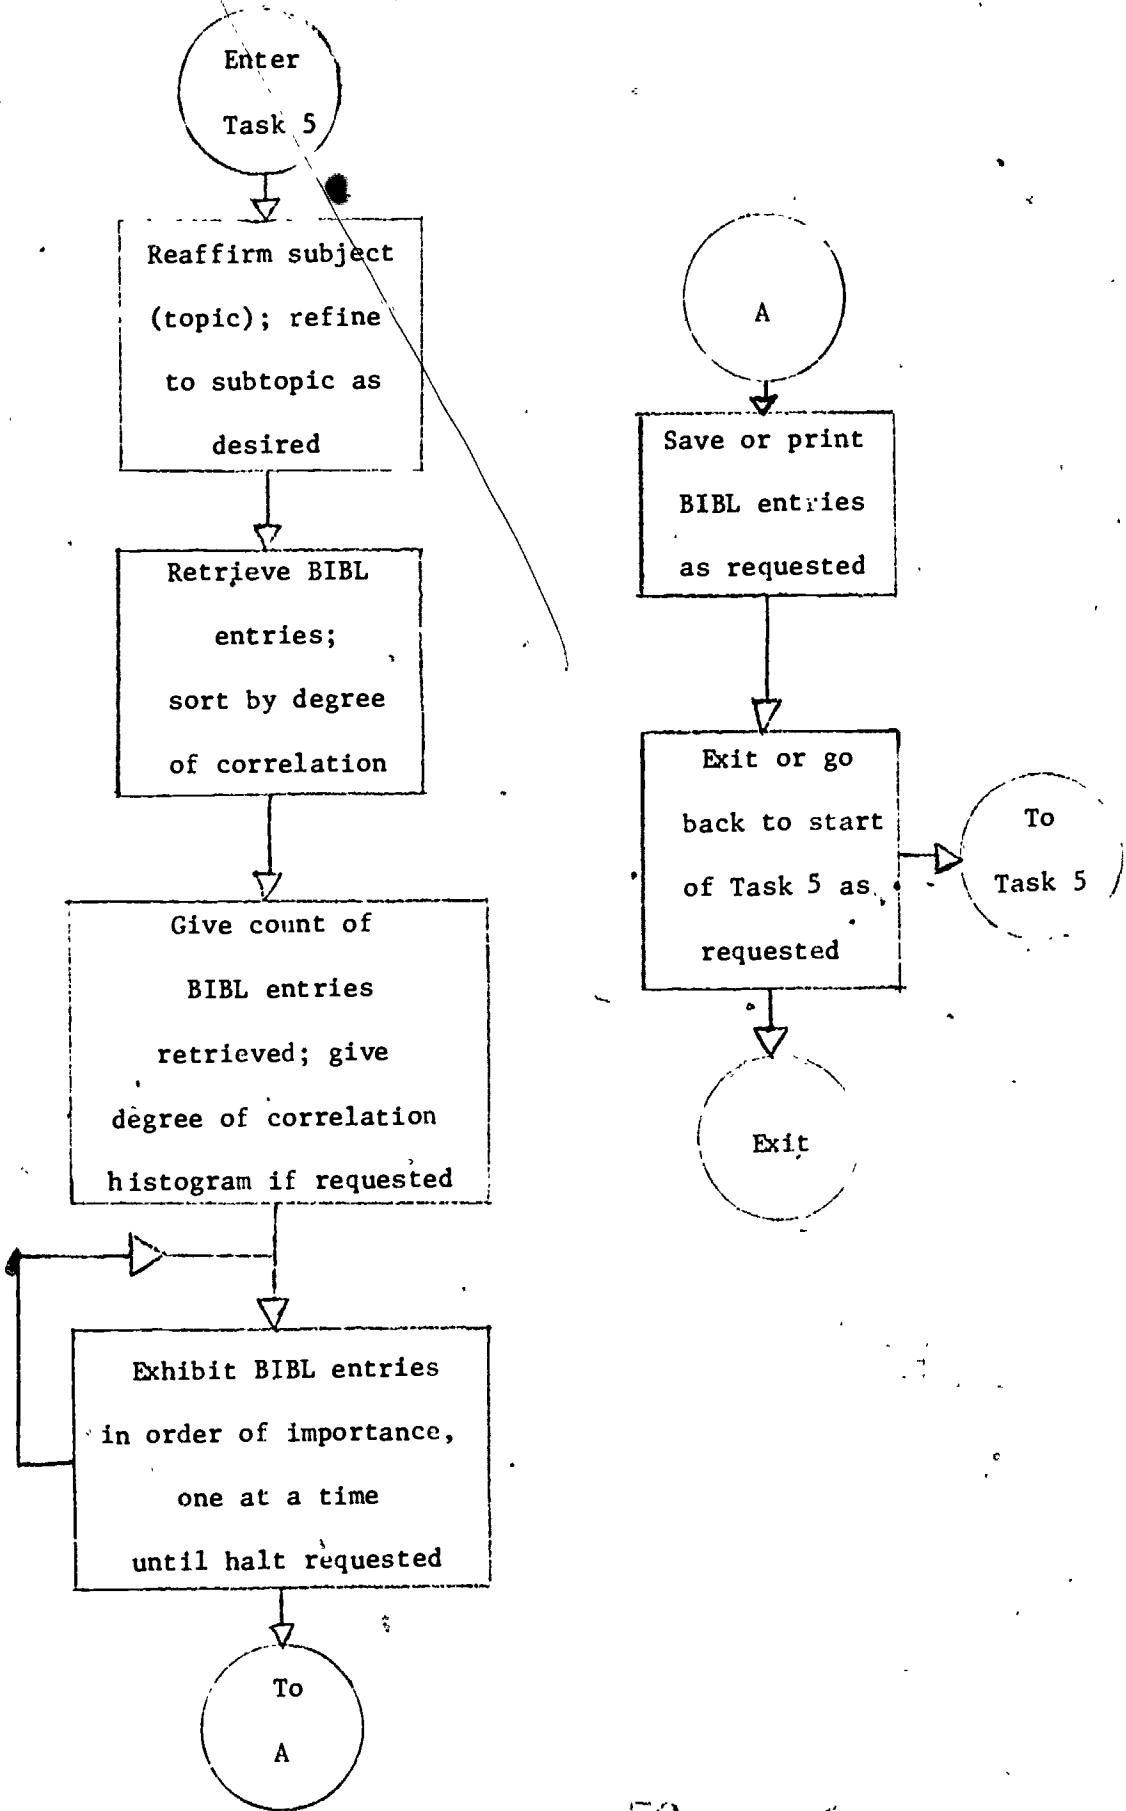 Enter
Task 5
Reaffirm subject
(topic); refine
to subtopic as
desired
Retrieve BIBL
entries;
sort by degree
of correlation
Give count of
BIBL entries
retrieved; give
degree of correlation
histogram if requested
Exhibit BIBL entries
in order of importance,
one at a time
until halt requested
To
A
A
Save or print
BIBL entries
as requested
Exit or go
back to start
of Task 5 as
requested
To
Task 5
Exit